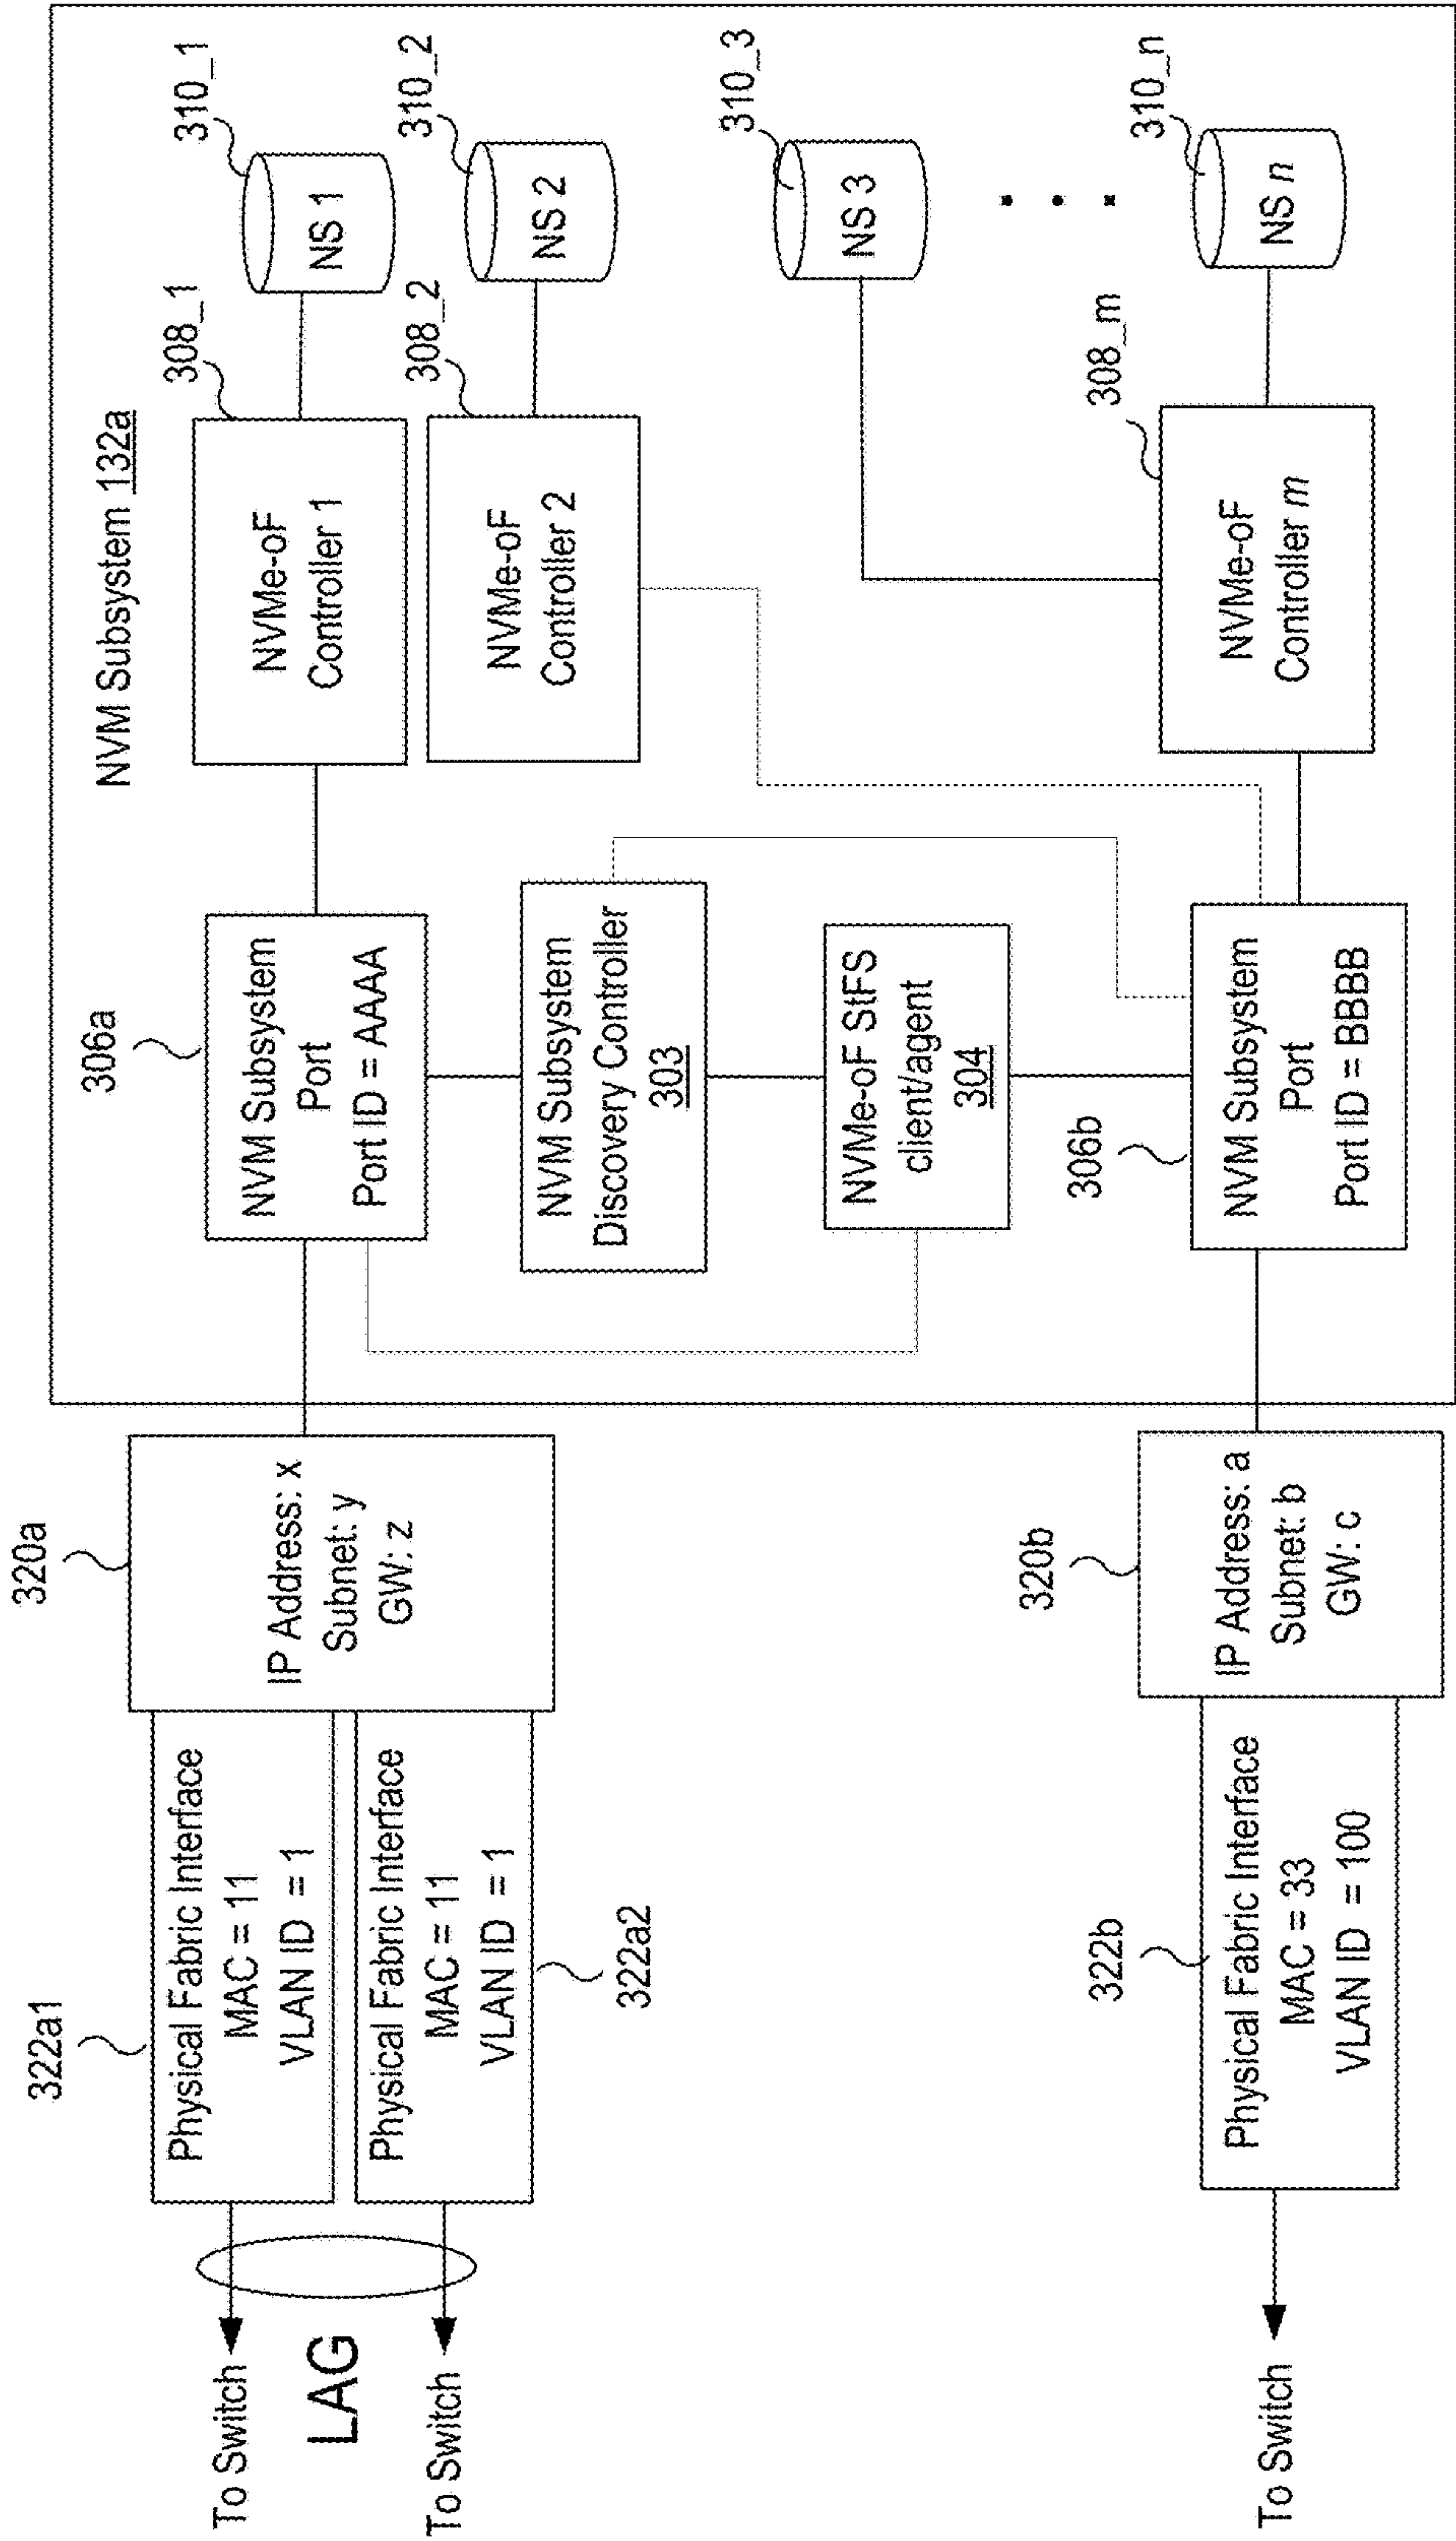 NVM Subsystem 132a
322a1
Physical Fabric Interface
MAC = 11
VLAN ID = 1
Physical Fabric Interface
MAC = 11
VLAN ID = 1
322a2
To Switch
LAG
To Switch
320a
IP Address: x
Subnet: y
GW: z
306a
NVM Subsystem
Port
Port ID = AAAA
NVMe-oF
Controller 1
308_1
NS 1
310_1
NVMe-oF
Controller 2
308_2
NS 2
310_2
NVM Subsystem
Discovery Controller
303
NVMe-oF StFS
client/agent
304
NS 3
310_3
322b
Physical Fabric Interface
MAC = 33
VLAN ID = 100
To Switch
320b
IP Address: a
Subnet: b
GW: c
306b
NVM Subsystem
Port
Port ID = BBBB
NVMe-oF
Controller m
308_m
NS n
310_n